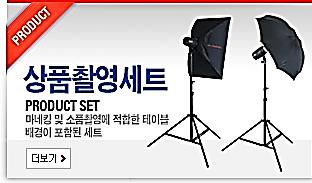 PRODUCT
상품촬영세트
PRODUCT SET
마네킹 및 소품촬영에 적합한 테이블
배경이 포함된 세트
더보기 >